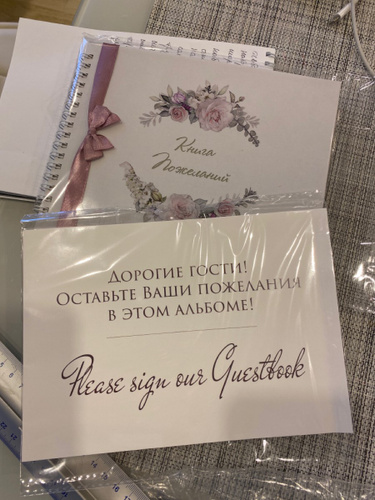 Книга
Пожеланий
Дорогие гости!
Оставьте Ваши пожелания
в этом альбоме!
Please sign our Guestbook